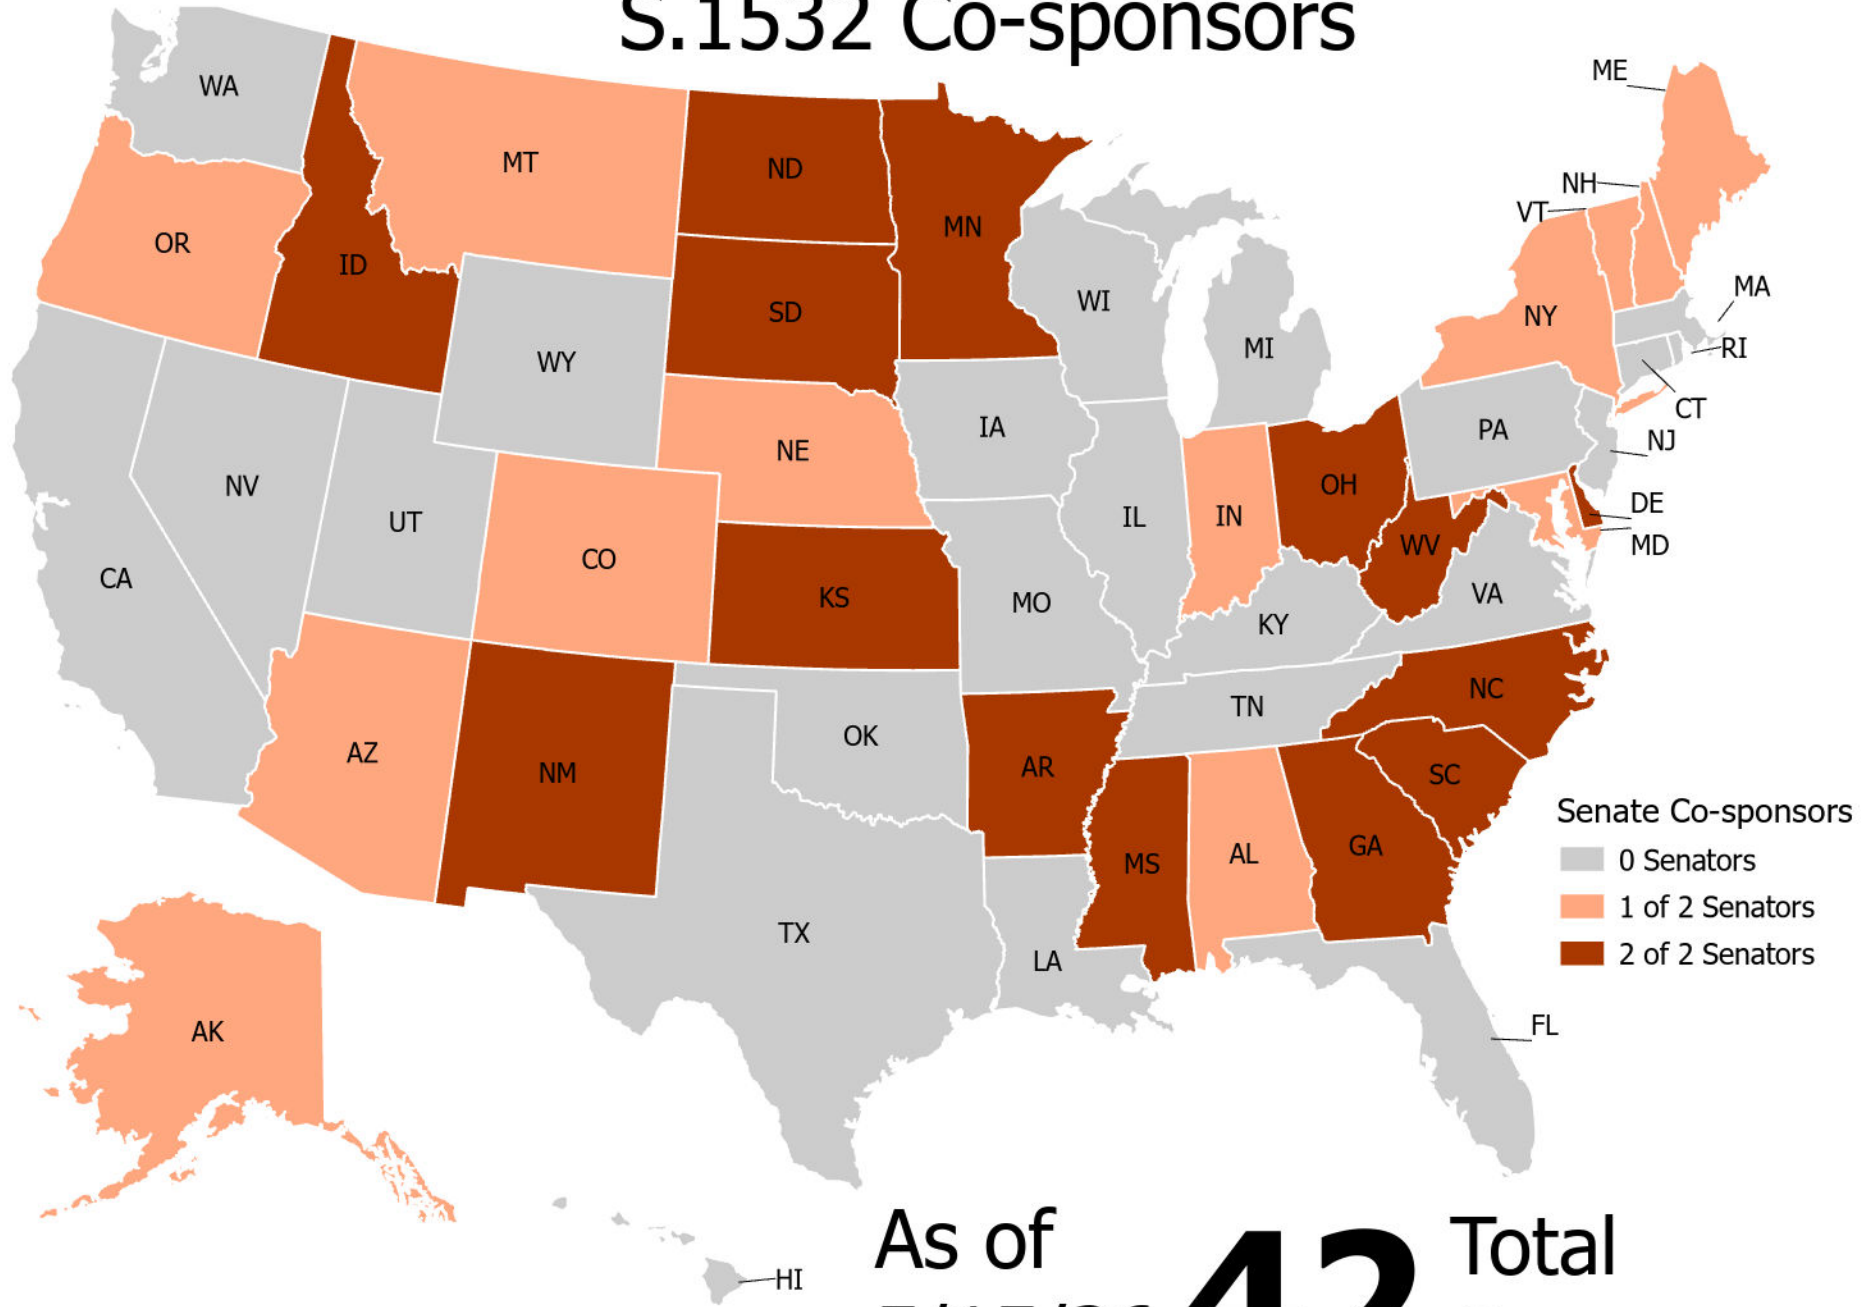 S.1532 Co-sponsors
WA
ME
MT
ND
NH
VT
MN
OR
ID
MA
WI
SD
NY
MI
RI
WY
CT
IA
PA
NJ
NE
NV
OH
DE
IN
IL
UT
WV
MD
CO
CA
VA
KS
MO
KY
NC
TN
OK
AZ
AR
NM
SC
Senate Co-sponsors
GA
AL
MS
0 Senators
1 of 2 Senators
TX
LA
2 of 2 Senators
FL
AK
As of
Total
42
HI